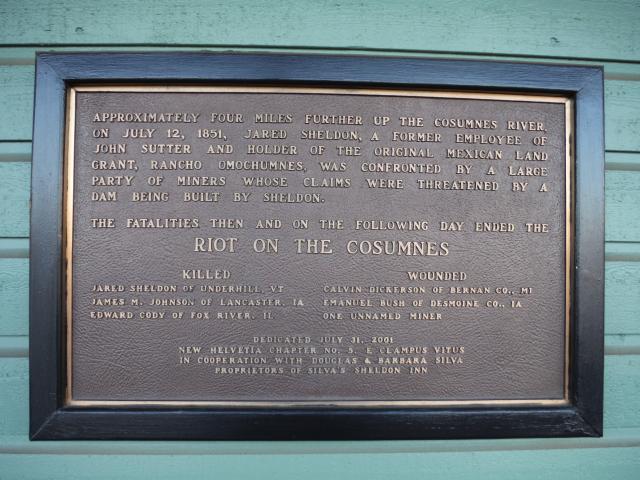 APPROXIMATELY FOUR MILES FURTHER UP THE COSUMNES RIVER,
ON JULY 12, 1851, JARED SHELDON, A FORMER EMPLOYEE OF
JOHN SUTTER AND HOLDER OF THE ORIGINAL MEXICAN LAND
GRANT, RANCHO OMOCHUMNES, WAS CONFRONTED BY A LARGE
PARTY OF MINERS WHOSE CLAIMS WERE THREATENED BY A
DAM BEING BUILT BY SHELDON.
THE FATALITIES THEN AND ON THE FOLLOWING DAY ENDED THE
RIOT ON THE COSUMNES
KILLED
JARED SHELDON OF UNDERHILL, VT
JAMES M. JOHNSON OF LANCASTER, IA
EDWARD CODY OF FOX RIVER, IL
WOUNDED
CALVIN DICKERSON OF BERNAN CO., MI
EMANUEL BUSH OF DESMOINE CO., IA
ONE UNNAMED MINER
DEDICATED JULY 31, 2001
NEW HELVETIA CHAPTER NO. 5, E CLAMPUS VITUS
IN COOPERATION WITH DOUGLAS & BARBARA SILVA
PROPRIETORS OF SILVA'S SHELDON INN